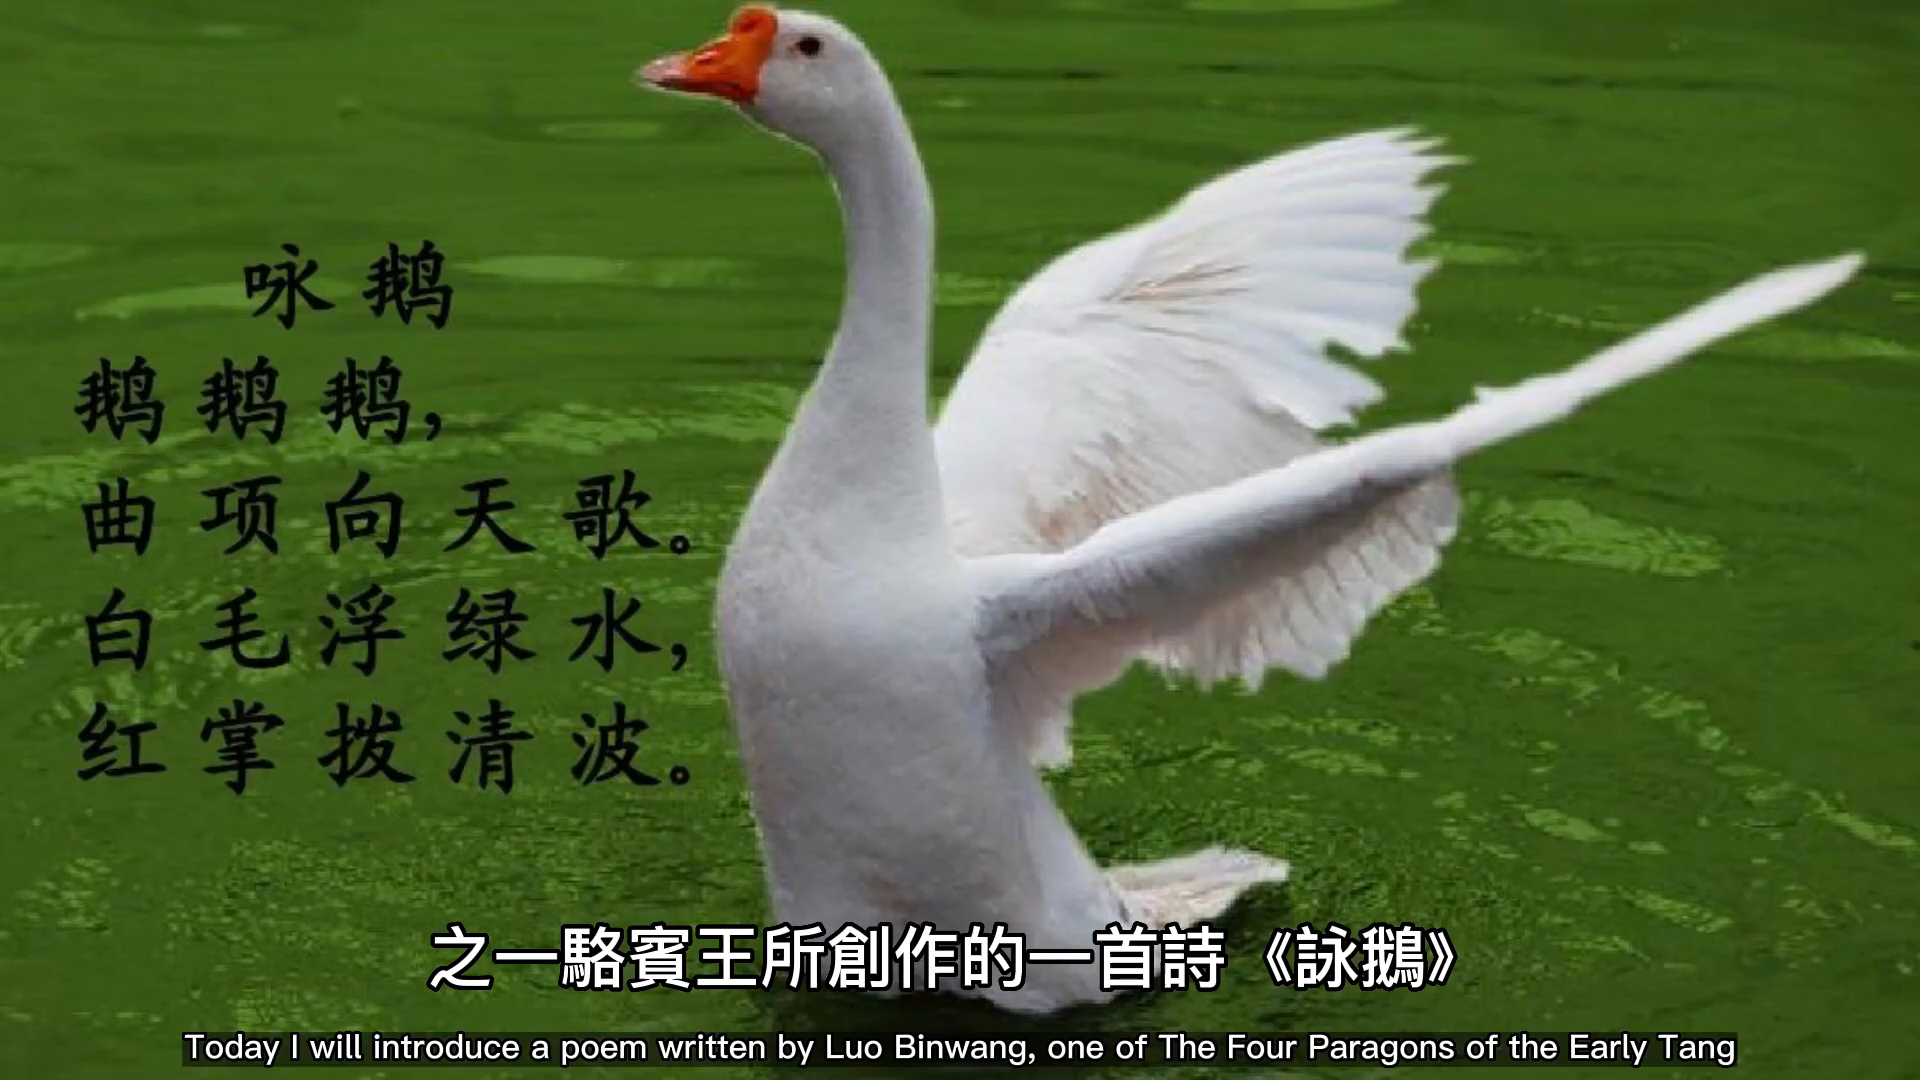 咏鹅
鹅鹅鹅，
曲项向天歌。
白毛浮绿水，
红掌拨清波。
之一駱賓王所創作的一首詩《詠鵝》
Today I will introduce a poem written by Luo Binwang, one of The Four Paragons of the Early Tang